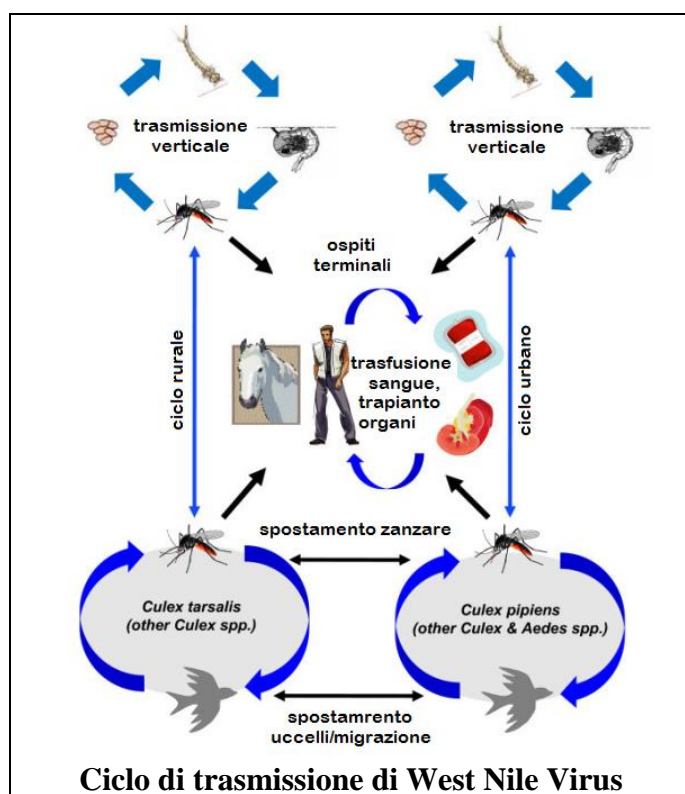 trasmissione
verticale
trasmissione
verticale
ospiti
terminali
ciclo rurale
trasfusione
sangue,
trapianto
organi
ciclo urbano
spostamento zanzare
Culex tarsalis
(other Culex spp.)
Culex pipiens
(other Culex & Aedes spp.)
spostamrento
uccelli/migrazione
Ciclo di trasmissione di West Nile Virus